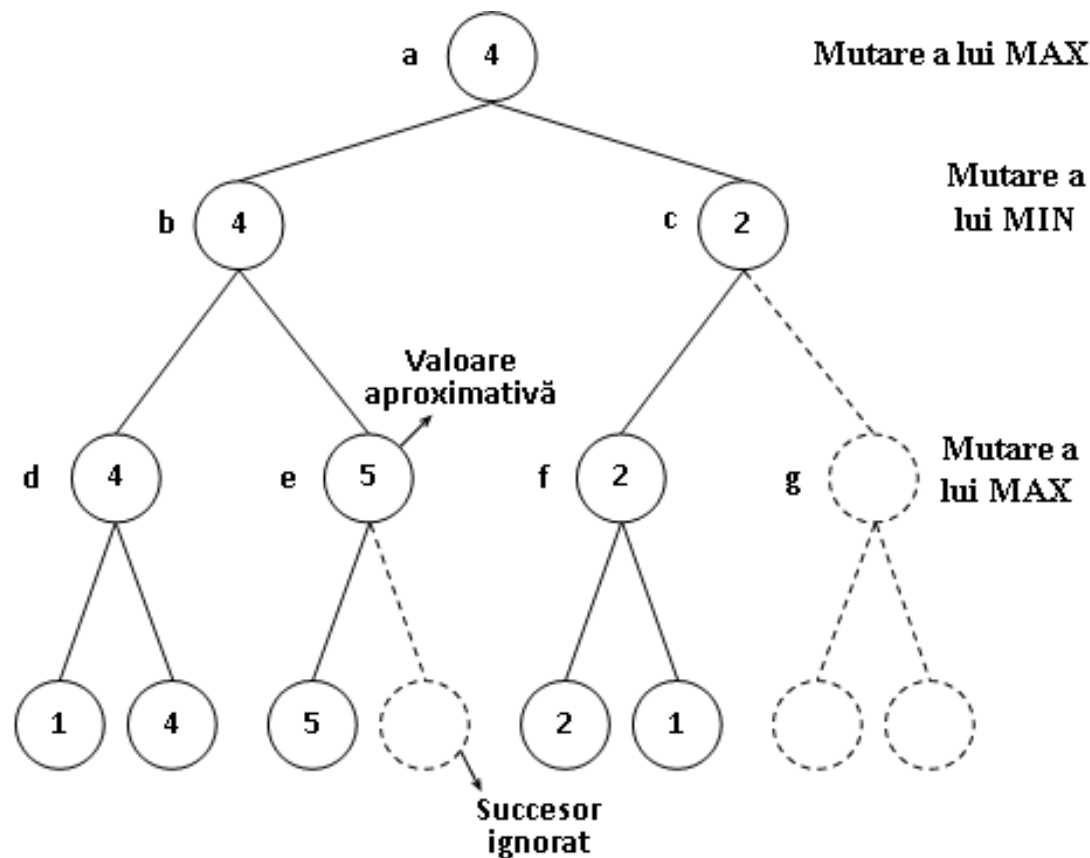 a
4
Mutare a lui MAX
b
4
c
2
Mutare a
lui MIN
Valoare
aproximativă
d
4
e
5
f
2
g
Mutare a
lui MAX
1
4
5
2
1
Succesor
ignorat